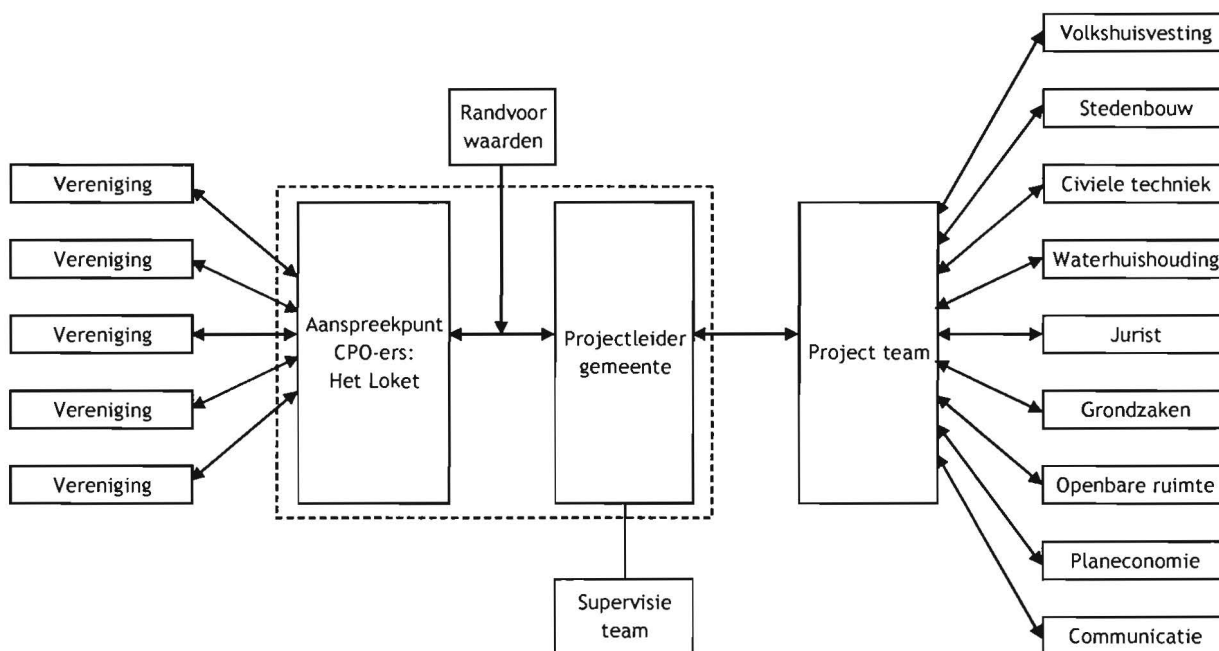 Vereniging
Vereniging
Vereniging
Vereniging
Vereniging
Randvoor
waarden
Aanspreekpunt
CPO-ers:
Het Loket
Projectleider
gemeente
Supervisie
team
Project team
Volkshuisvesting
Stedenbouw
Civiele techniek
Waterhuishouding
Jurist
Grondzaken
Openbare ruimte
Planeconomie
Communicatie